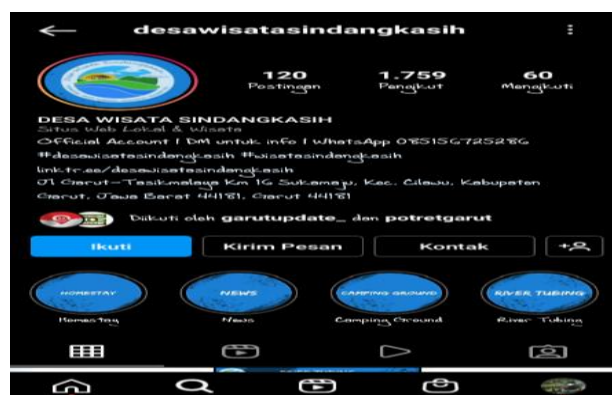 desawisatasindangkasih
120 1.759 60
Postingan Pengikut Mengikuti
DESA WISATA SINDANGKASIH
Situs Web Lokal & Wisata
Official Account | DM untuk info | WhatsApp 085156725286
#desawisatasindangkasih #wisatasindangkasih
linktr.ee/desawisatasindangkasih
Jl Garut-Tasikmalaya Km 16 Sukamaju, Kec. Cilawu, Kabupaten
Garut, Jawa Barat 44181, Garut 44181
Diikuti oleh garutupdate_ dan potretgarut
Ikuti Kirim Pesan Kontak
HOMESTAY NEWS CAMPING GROUND RIVER TUBING
Homestay News Camping Ground River Tubing